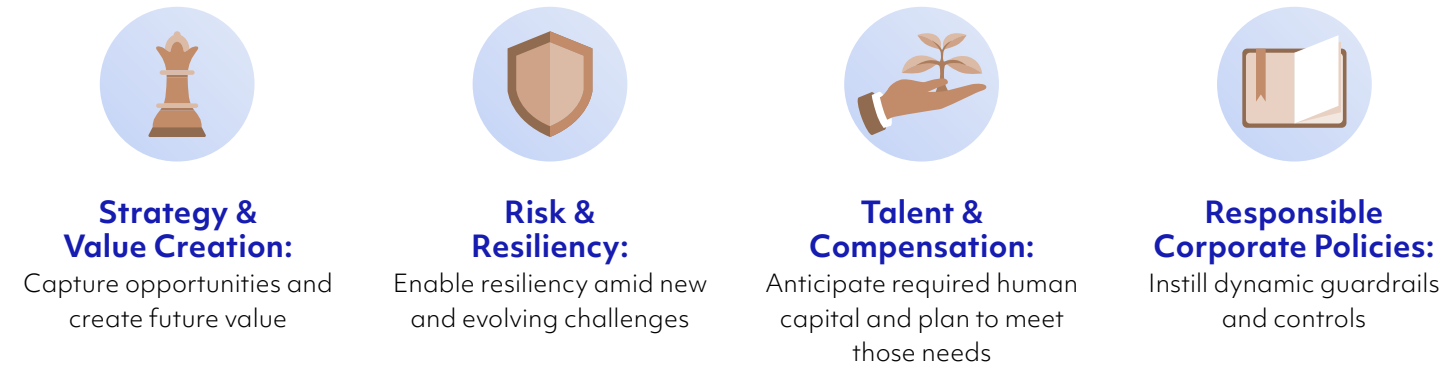 Strategy &
Value Creation:
Capture opportunities and
create future value
Risk &
Resiliency:
Enable resiliency amid new
and evolving challenges
Talent &
Compensation:
Anticipate required human
capital and plan to meet
those needs
Responsible
Corporate Policies:
Instill dynamic guardrails
and controls